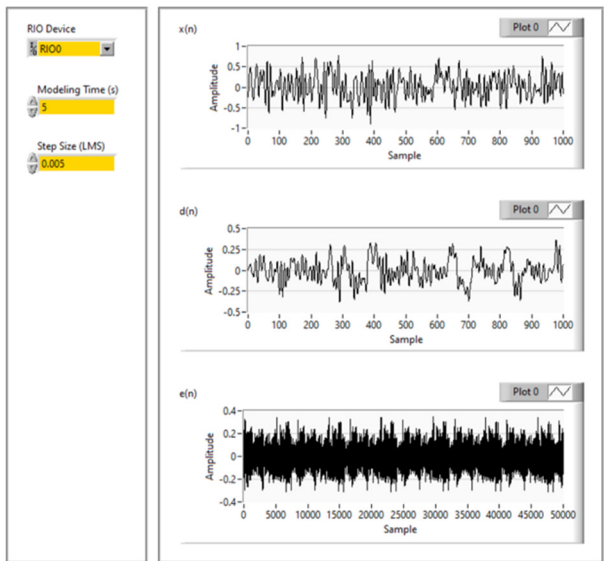 RIO Device
RIO0
Modeling Time (s)
5
Step Size (LMS)
0.005
x(n)
Plot 0
Amplitude
1-
0.5-
0-
-0.5-
-1-
0 100 200 300 400 500 600 700 800 900 1000
Sample
d(n)
Plot 0
Amplitude
0.5-
0.25-
0-
-0.25-
-0.5-
0 100 200 300 400 500 600 700 800 900 1000
Sample
e(n)
Plot 0
Amplitude
0.4-
0.2-
0-
-0.2-
-0.4-
0 5000 10000 15000 20000 25000 30000 35000 40000 45000 50000
Sample